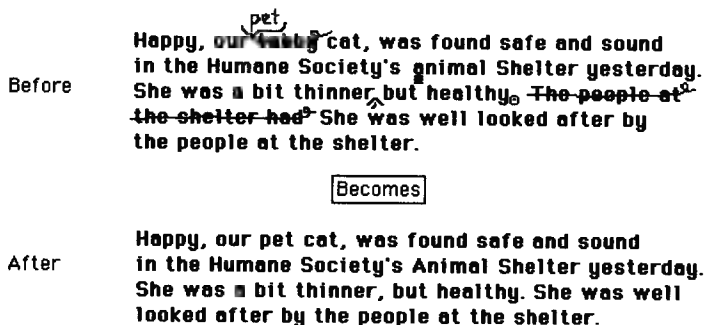 pet
Happy, our cat, was found safe and sound
in the Humane Society's animal Shelter yesterday.
Before
She was bit thinner, but healthy. The people at
the shelter had She was well looked after by
the people at the shelter.
Becomes
Happy, our pet cat, was found safe and sound
After
in the Humane Society's Animal Shelter yesterday.
She was bit thinner, but healthy. She was well
looked after by the people at the shelter.